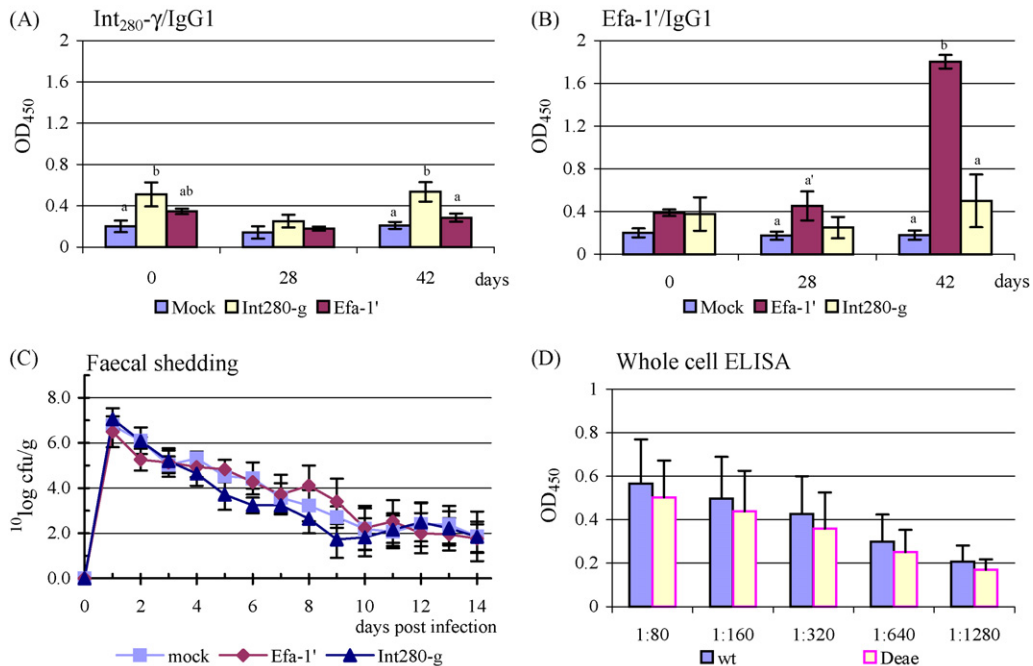 (A) Int280-γ/IgG1
2
1.6
1.2
0.8
0.4
0
OD450
a b ab a b a
0 28 42 days
Mock Int280-g Efa-1'
(B) Efa-1'/IgG1
2
1.6
1.2
0.8
0.4
0
OD450
a a' a b a
0 28 42 days
Mock Efa-1' Int280-g
(C) Faecal shedding
8.0
6.0
4.0
2.0
0.0
10log cfu/g
0 2 4 6 8 10 12 14
days post infection
mock Efa-1' Int280-g
(D) Whole cell ELISA
1
0.8
0.6
0.4
0.2
0
OD450
1:80 1:160 1:320 1:640 1:1280
wt Deae